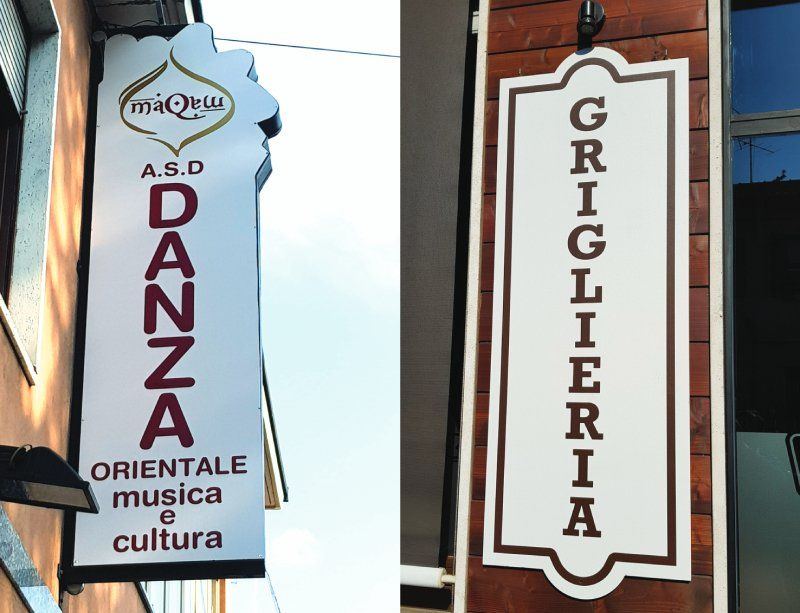 maQam
A.S.D
DANZA
ORIENTALE
musica
e
cultura
GRIGLIERIA